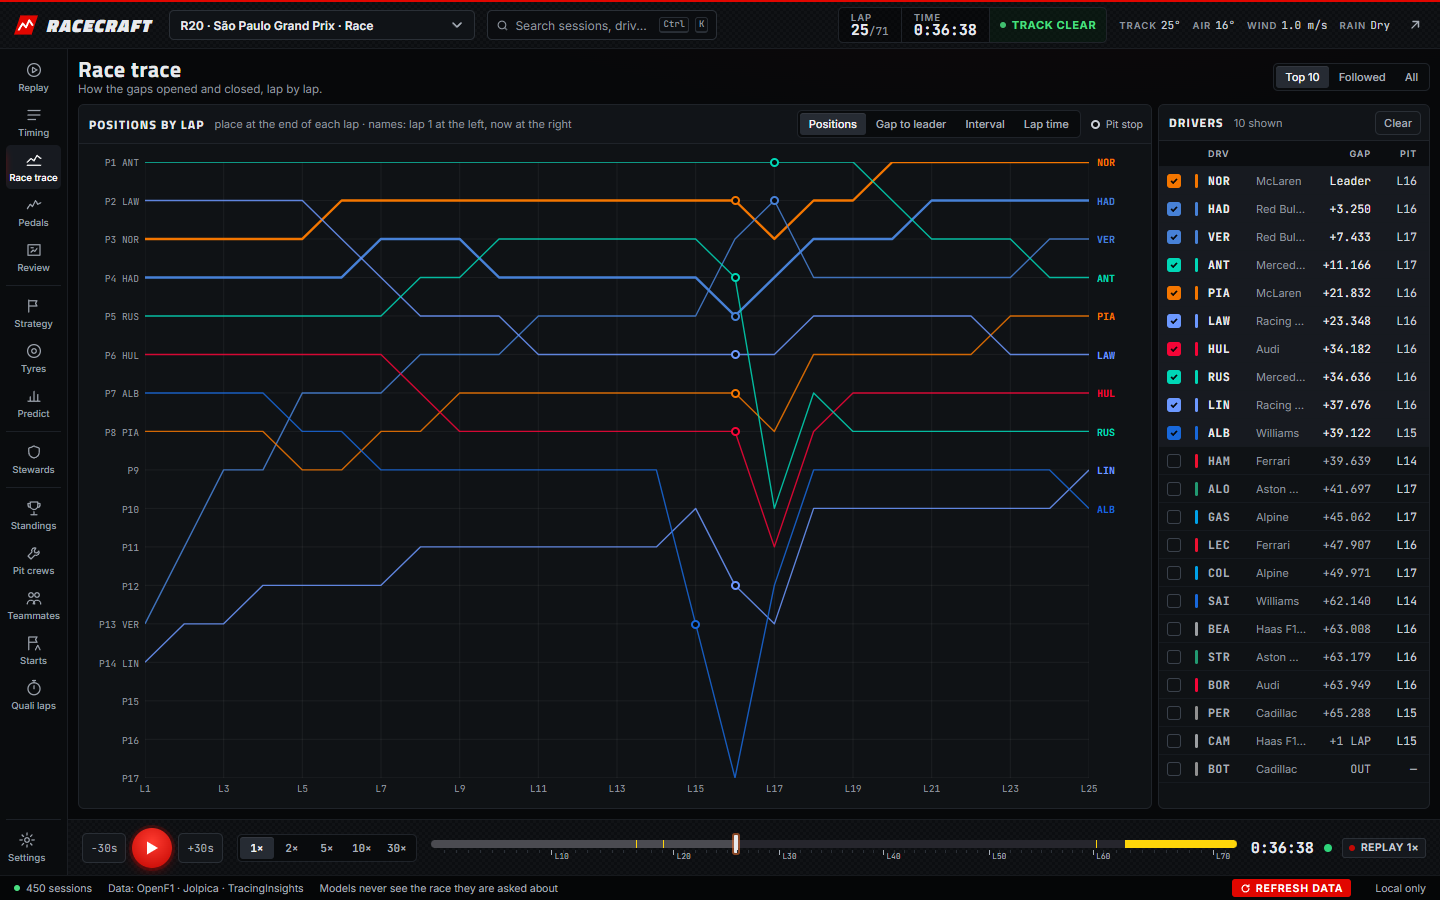 RACECRAFT
R20 · São Paulo Grand Prix · Race
Search sessions, driv... Ctrl K
LAP 25/71
TIME 0:36:38
TRACK CLEAR
TRACK 25° AIR 16° WIND 1.0 m/s RAIN Dry
Replay
Timing
Race trace
Pedals
Review
Strategy
Tyres
Predict
Stewards
Standings
Pit crews
Teammates
Starts
Quali laps
Settings
Race trace
How the gaps opened and closed, lap by lap.
Top 10 Followed All
POSITIONS BY LAP place at the end of each lap · names: lap 1 at the left, now at the right
Positions Gap to leader Interval Lap time Pit stop
P1 ANT
P2 LAW
P3 NOR
P4 HAD
P5 RUS
P6 HUL
P7 ALB
P8 PIA
P9
P10
P11
P12
P13 VER
P14 LIN
P15
P16
P17
NOR
HAD
VER
ANT
PIA
LAW
HUL
RUS
LIN
ALB
L1 L3 L5 L7 L9 L11 L13 L15 L17 L19 L21 L23 L25
DRIVERS 10 shown Clear
DRV GAP PIT
NOR McLaren Leader L16
HAD Red Bul... +3.250 L16
VER Red Bul... +7.433 L17
ANT Merced... +11.166 L17
PIA McLaren +21.832 L16
LAW Racing ... +23.348 L16
HUL Audi +34.182 L16
RUS Merced... +34.636 L16
LIN Racing ... +37.676 L16
ALB Williams +39.122 L15
HAM Ferrari +39.639 L14
ALO Aston ... +41.697 L17
GAS Alpine +45.062 L17
LEC Ferrari +47.907 L16
COL Alpine +49.971 L17
SAI Williams +62.140 L14
BEA Haas F1... +63.008 L16
STR Aston ... +63.179 L16
BOR Audi +63.949 L16
PER Cadillac +65.288 L15
CAM Haas F1... +1 LAP L15
BOT Cadillac OUT –
-30s +30s 1× 2× 5× 10× 30×
L10 L20 L30 L40 L50 L60 L70
0:36:38 REPLAY 1×
450 sessions Data: OpenF1 · Jolpica · TracingInsights Models never see the race they are asked about
REFRESH DATA Local only